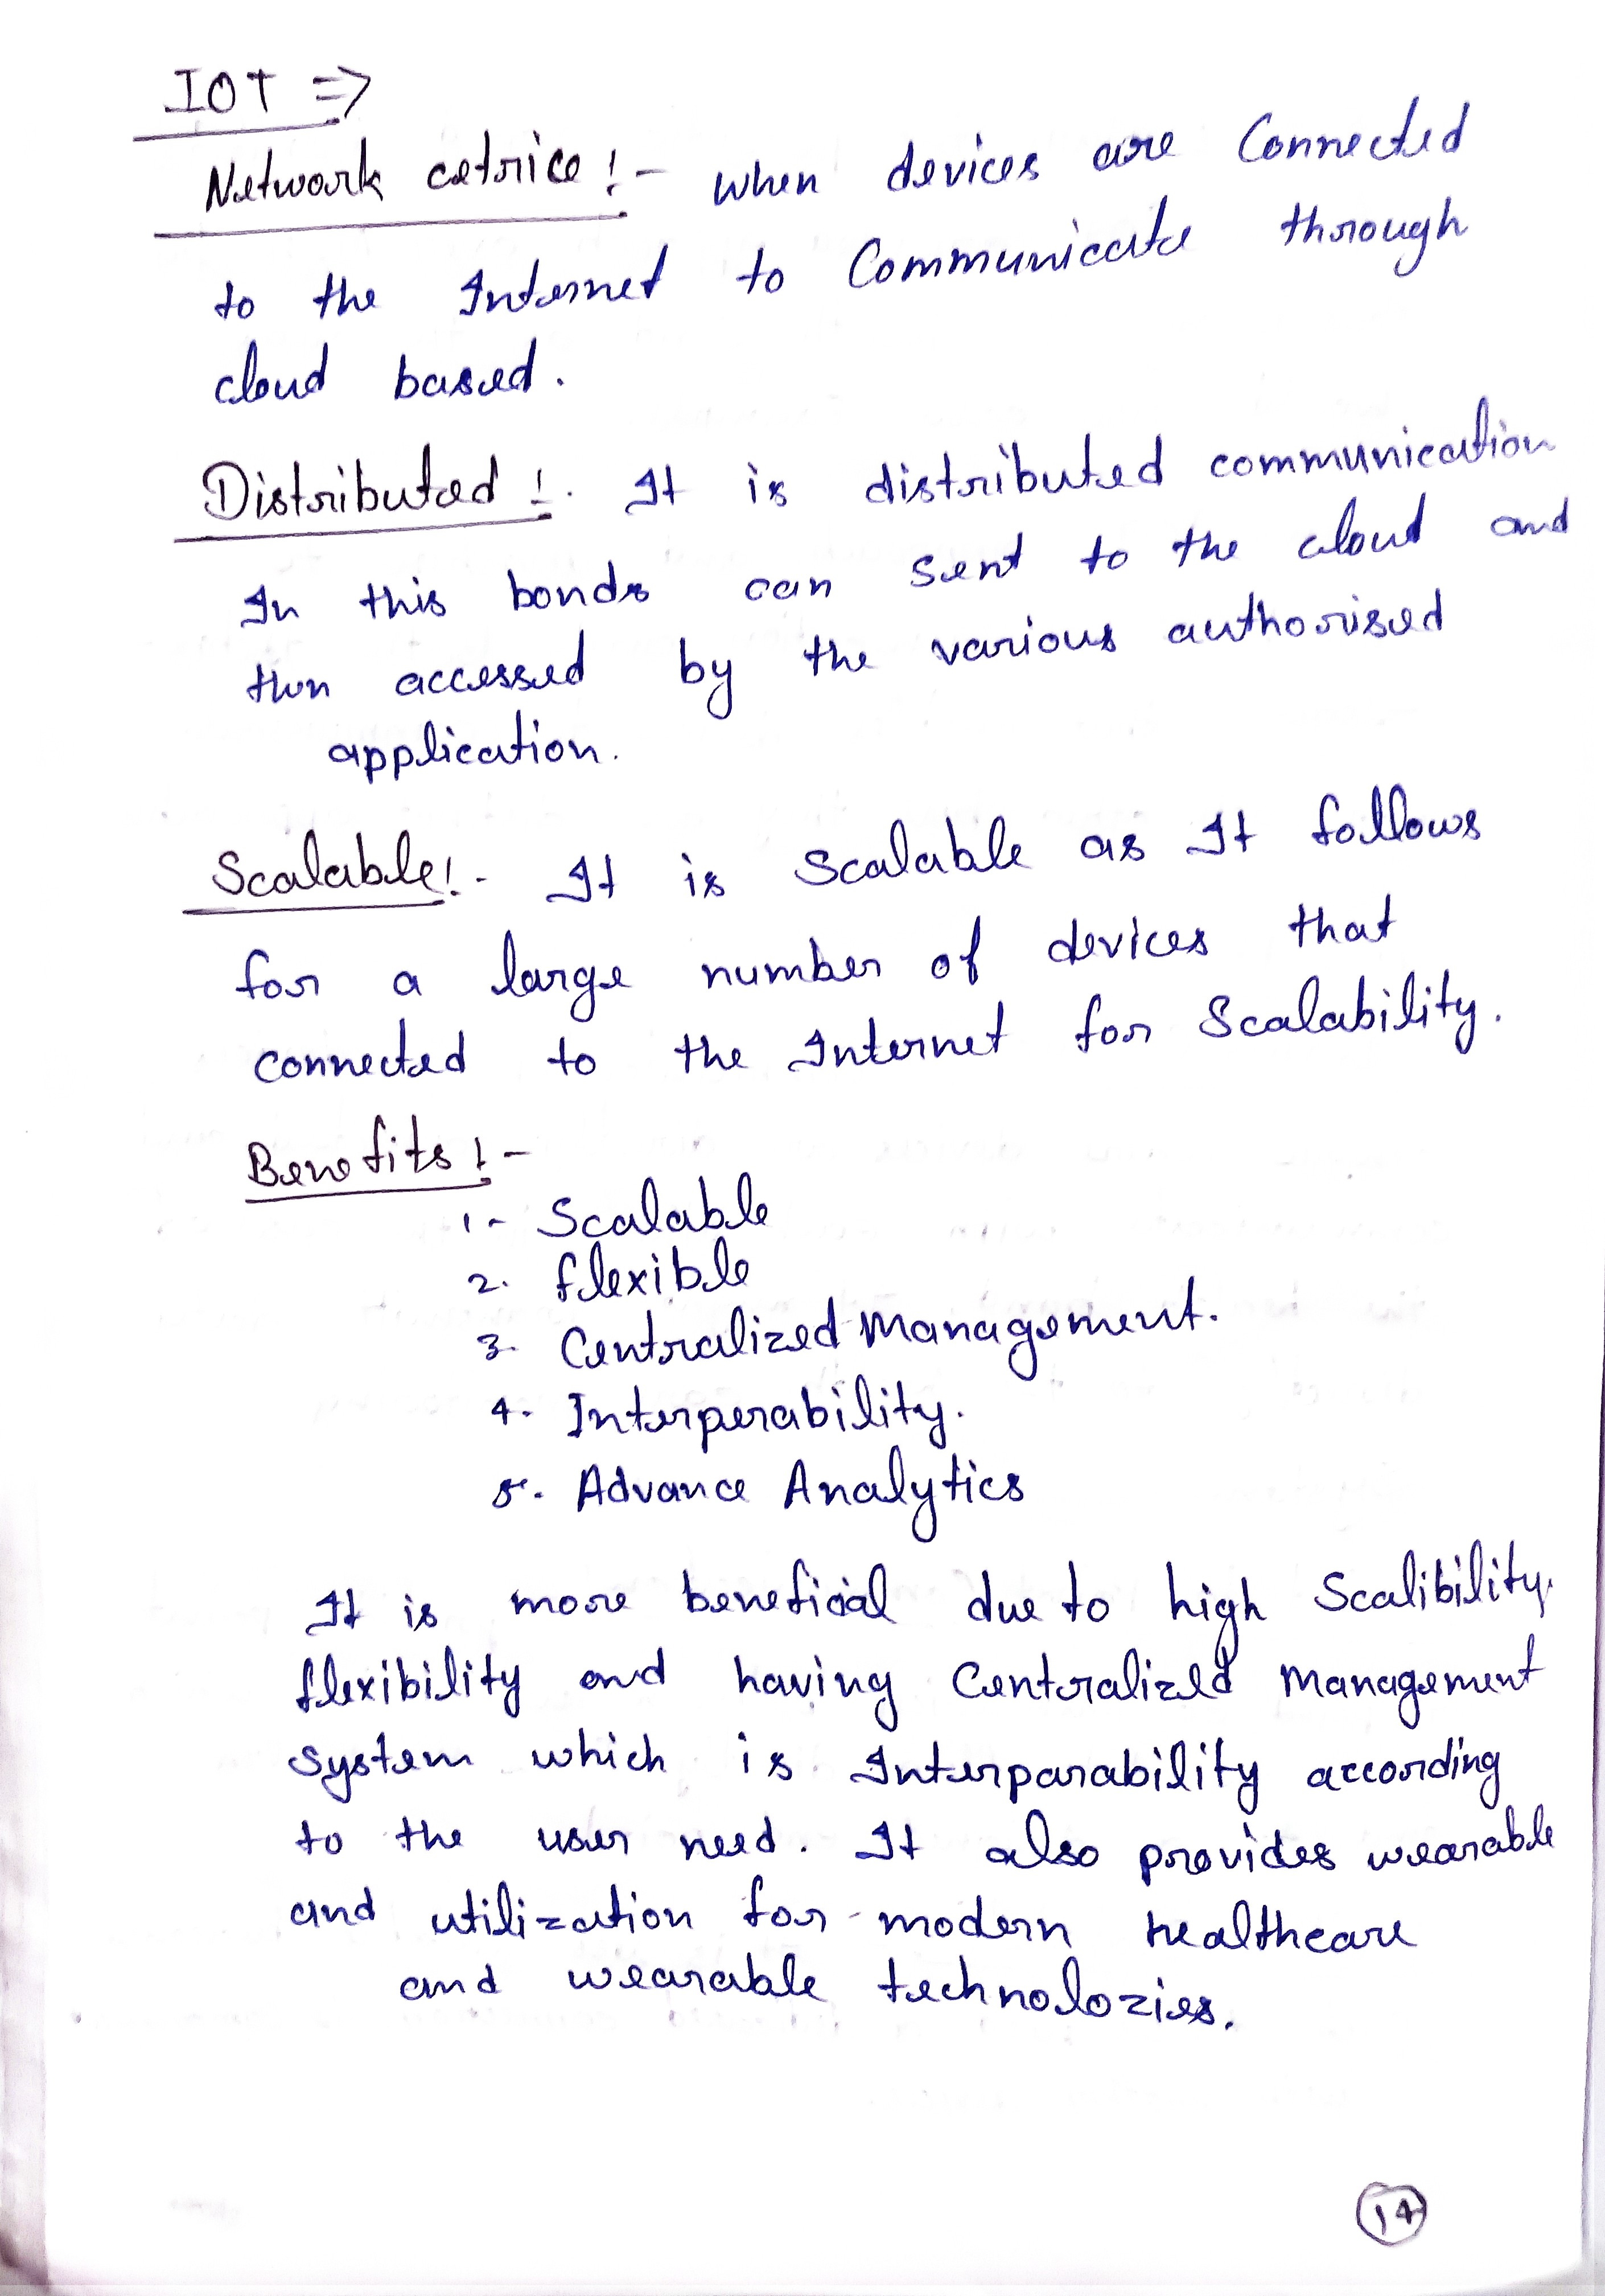 IOT =>
Network cetrice :- when devices are Connected
to the Internet to Communicate through
cloud based.
Distributed :- It is distributed communication
In this bonds can sent to the cloud and
then accessed by the various authorised
application.
Scalable :- It is Scalable as It follows
for a large number of devices that
connected to the Internet for Scalability.
Benefits :-
1- Scalable
2. flexible
3. Centralized Management.
4. Interperability.
5. Advance Analytics
It is more beneficial due to high Scalibility,
flexibility and having Centralized Management
System which is Interparability according
to the user need. It also provides wearable
and utilization for modern healthcare
and wearable technolozies.
14